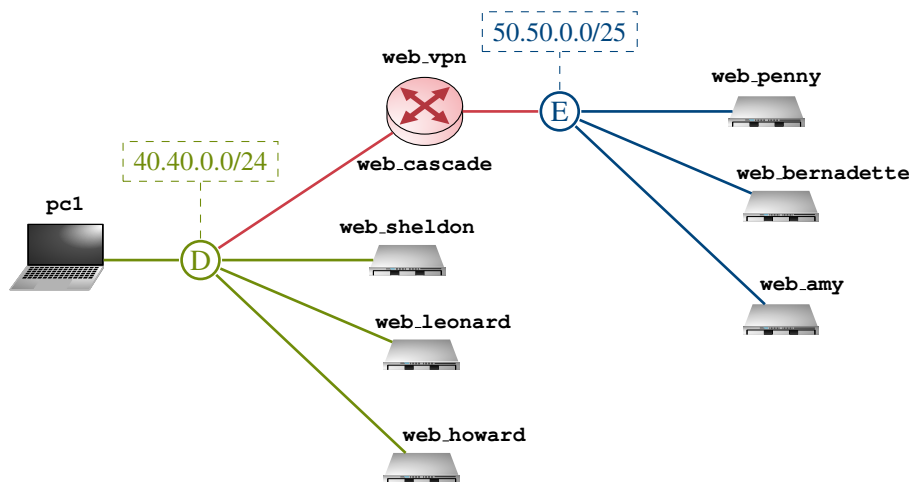 50.50.0.0/25
web_vpn
web_penny
E
40.40.0.0/24
web_cascade
web_bernadette
pc1
web_sheldon
D
web_amy
web_leonard
web_howard